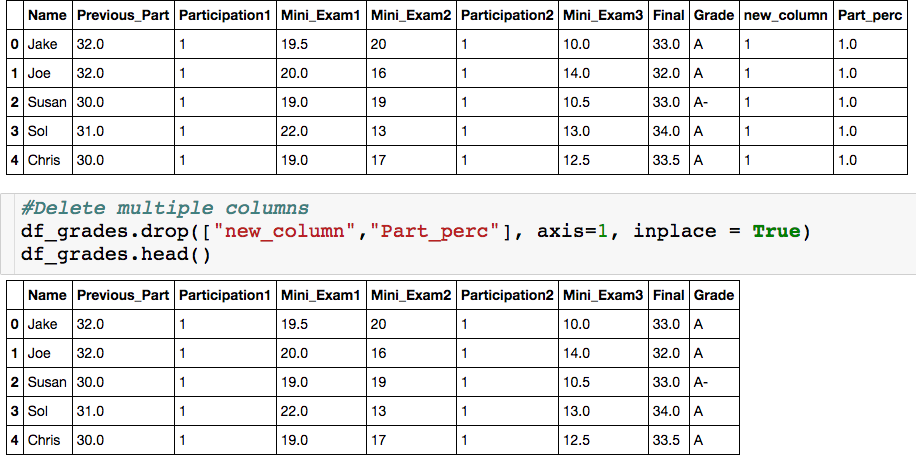 Name Previous_Part Participation1 Mini_Exam1 Mini_Exam2 Participation2 Mini_Exam3 Final Grade new_column Part_perc
0 Jake 32.0 1 19.5 20 1 10.0 33.0 A 1 1.0
1 Joe 32.0 1 20.0 16 1 14.0 32.0 A 1 1.0
2 Susan 30.0 1 19.0 19 1 10.5 33.0 A- 1 1.0
3 Sol 31.0 1 22.0 13 1 13.0 34.0 A 1 1.0
4 Chris 30.0 1 19.0 17 1 12.5 33.5 A 1 1.0
#Delete multiple columns
df_grades.drop(["new_column","Part_perc"], axis=1, inplace = True)
df_grades.head()
Name Previous_Part Participation1 Mini_Exam1 Mini_Exam2 Participation2 Mini_Exam3 Final Grade
0 Jake 32.0 1 19.5 20 1 10.0 33.0 A
1 Joe 32.0 1 20.0 16 1 14.0 32.0 A
2 Susan 30.0 1 19.0 19 1 10.5 33.0 A-
3 Sol 31.0 1 22.0 13 1 13.0 34.0 A
4 Chris 30.0 1 19.0 17 1 12.5 33.5 A